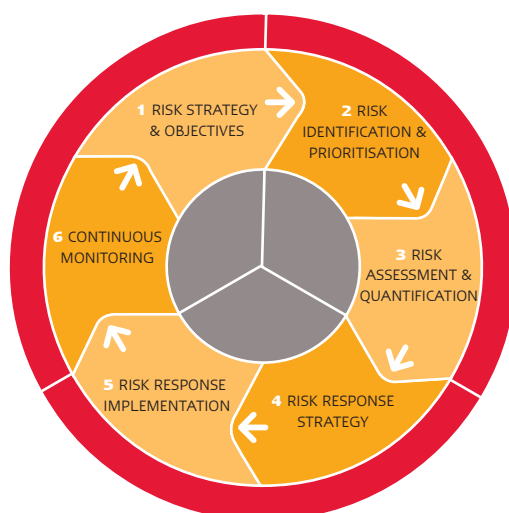 1 RISK STRATEGY
& OBJECTIVES
2 RISK
IDENTIFICATION &
PRIORITISATION
3 RISK
ASSESSMENT &
QUANTIFICATION
4 RISK RESPONSE
STRATEGY
5 RISK RESPONSE
IMPLEMENTATION
6 CONTINUOUS
MONITORING